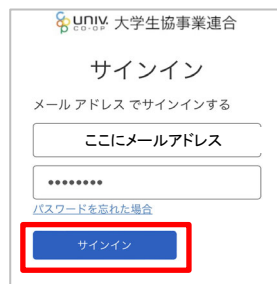 univ. CO-OP 大学生協事業連合
サインイン
メール アドレス でサインインする
ここにメールアドレス
••••••••
パスワードを忘れた場合
サインイン